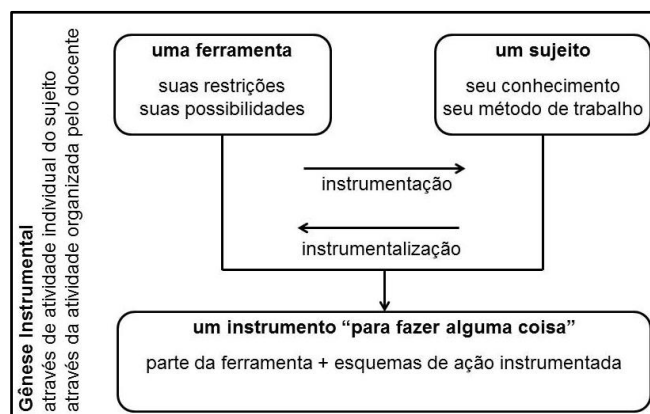 Gênese Instrumental
através de atividade individual do sujeito
através da atividade organizada pelo docente
uma ferramenta
suas restrições
suas possibilidades
um sujeito
seu conhecimento
seu método de trabalho
instrumentação
instrumentalização
um instrumento “para fazer alguma coisa”
parte da ferramenta + esquemas de ação instrumentada